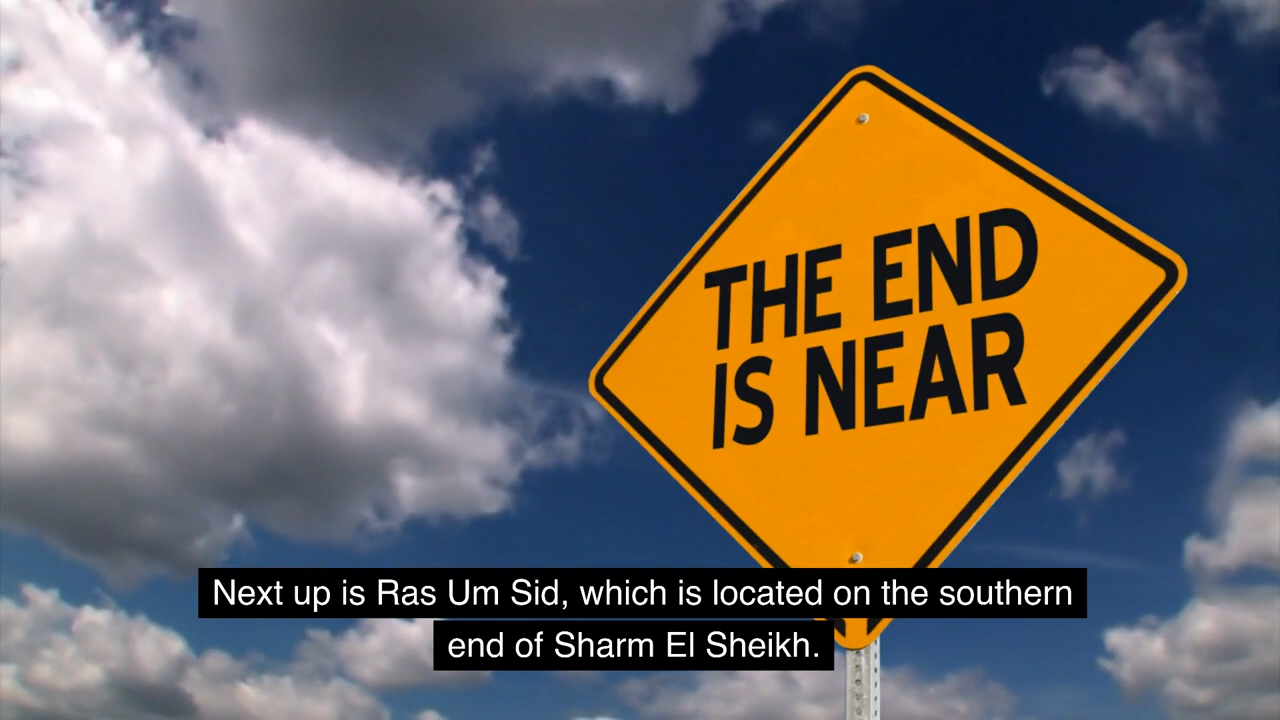 THE END
IS NEAR
Next up is Ras Um Sid, which is located on the southern
end of Sharm El Sheikh.